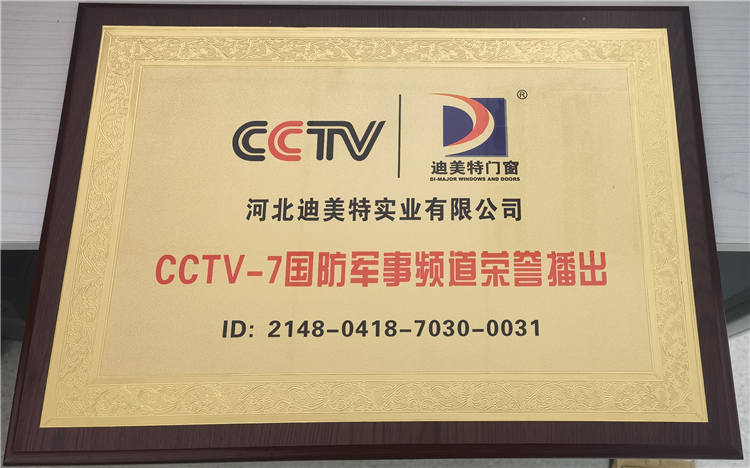 CCTV
®
迪美特门窗
DI-MAJOR WINDOWS AND DOORS
河北迪美特实业有限公司
CCTV-7国防军事频道荣誉播出
ID: 2148-0418-7030-0031